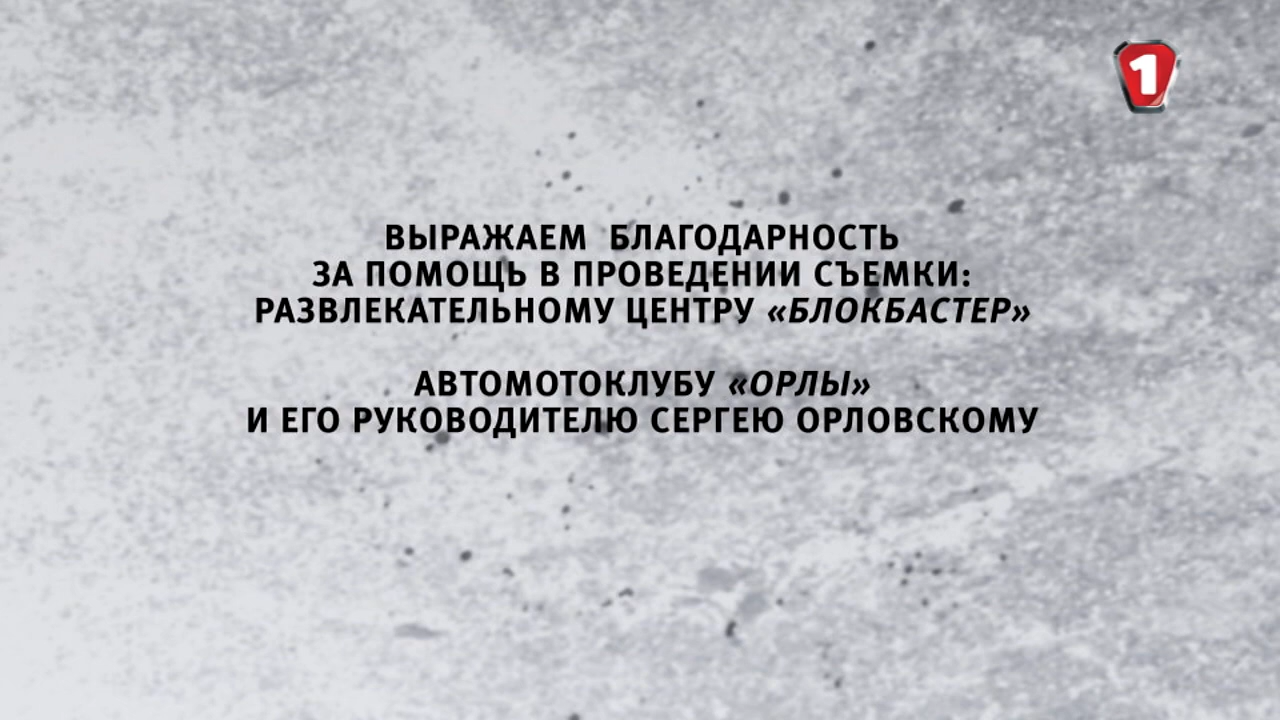 1
ВЫРАЖАЕМ БЛАГОДАРНОСТЬ
ЗА ПОМОЩЬ В ПРОВЕДЕНИИ СЪЕМКИ:
РАЗВЛЕКАТЕЛЬНОМУ ЦЕНТРУ «БЛОКБАСТЕР»
АВТОМОТОКЛУБУ «ОРЛЫ»
И ЕГО РУКОВОДИТЕЛЮ СЕРГЕЮ ОРЛОВСКОМУ